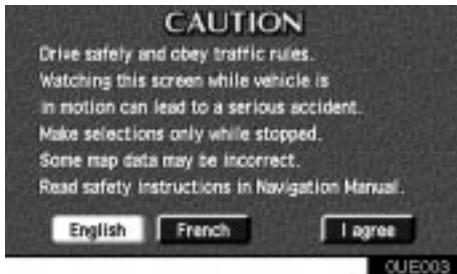 CAUTION
Drive safely and obey traffic rules.
Watching this screen while vehicle is
in motion can lead to a serious accident.
Make selections only while stopped.
Some map data may be incorrect.
Read safety instructions in Navigation Manual.
English French I agree
0UE003